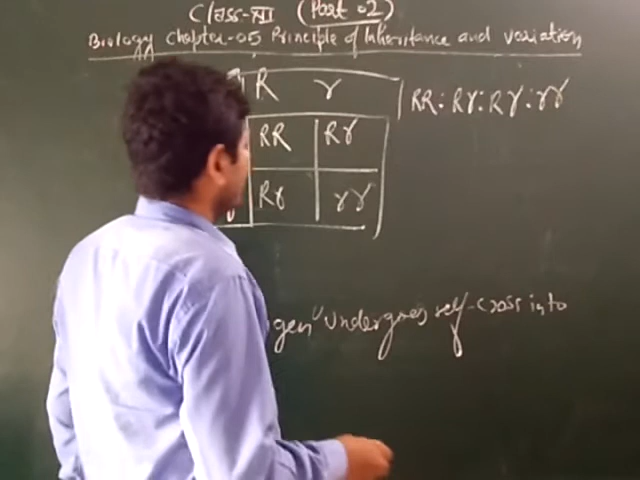 Class-XII (Part 02)
Biology Chapter-05 Principle of Inheritance and variation
R r
RR Rr
Rr rr
RR: Rr: Rr: rr
gen" undergoes self-cross into